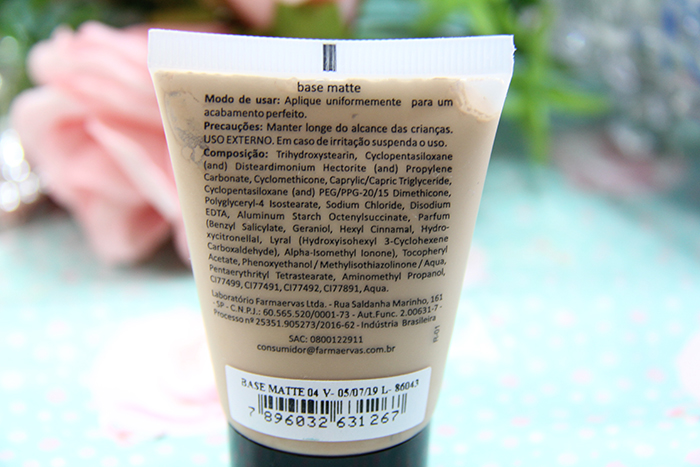 base matte
Modo de usar: Aplique uniformemente para um
acabamento perfeito.
Precauções: Manter longe do alcance das crianças.
USO EXTERNO. Em caso de irritação suspenda o uso.
Composição: Trihydroxystearin, Cyclopentasiloxane
(and) Disteardimonium Hectorite (and) Propylene
Carbonate, Cyclomethicone, Caprylic/Capric Triglyceride,
Cyclopentasiloxane (and) PEG/PPG-20/15 Dimethicone,
Polyglyceryl-4 Isostearate, Sodium Chloride, Disodium
EDTA, Aluminum Starch Octenylsuccinate, Parfum
(Benzyl Salicylate, Geraniol, Hexyl Cinnamal, Hydro-
xycitronellal, Lyral (Hydroxyisohexyl 3-Cyclohexene
Carboxaldehyde), Alpha-Isomethyl Ionone), Tocopheryl
Acetate, Phenoxyethanol / Methylisothiazolinone / Aqua,
Pentaerythrityl Tetrastearate, Aminomethyl Propanol,
CI77499, CI77491, CI77492, CI77891, Aqua.
Laboratório Farmaervas Ltda. - Rua Saldanha Marinho, 161
- SP - C.N.P.J.: 60.565.520/0001-73 - Aut.Func. 2.00631-7-
Processo nº 25351.905273/2016-62 - Indústria Brasileira
SAC: 0800122911
consumidor@farmaervas.com.br
R-01
BASE MATTE 04 V- 05/07/19 L- 86043
7 896032 631267